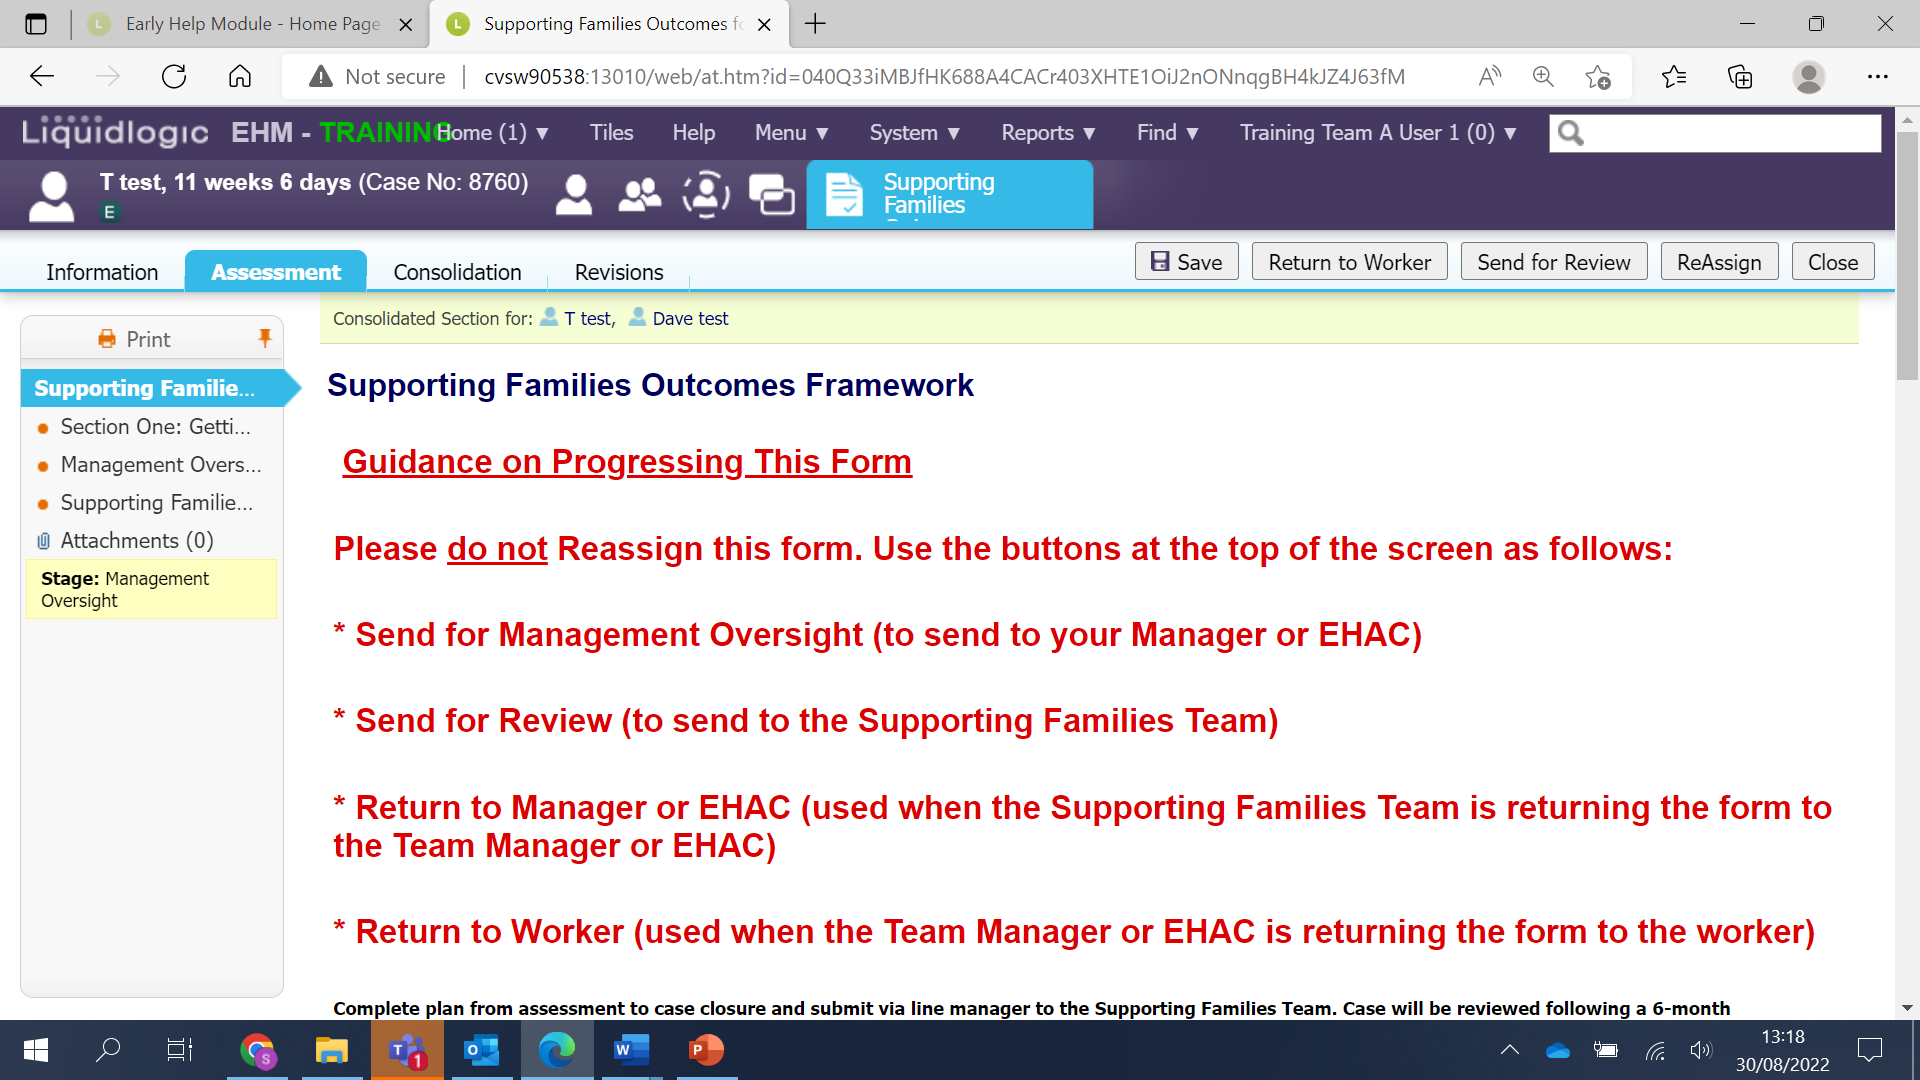 Early Help Module - Home Page
Supporting Families Outcomes fo
Not secure
cvsw90538:13010/web/at.htm?id=040Q33iMBJfHK688A4CACr403XHTE1OiJ2nONnqgBH4kJZ4J63fM
Liquidlogic EHM - TRAINING
Home (1) ▼ Tiles Help Menu ▼ System ▼ Reports ▼ Find ▼ Training Team A User 1 (0) ▼
T test, 11 weeks 6 days (Case No: 8760)
E
Supporting
Families
Information Assessment Consolidation Revisions
Save Return to Worker Send for Review ReAssign Close
Print
Supporting Familie...
Section One: Getti...
Management Overs...
Supporting Familie...
Attachments (0)
Stage: Management
Oversight
Consolidated Section for: T test, Dave test
Supporting Families Outcomes Framework
Guidance on Progressing This Form
Please do not Reassign this form. Use the buttons at the top of the screen as follows:
* Send for Management Oversight (to send to your Manager or EHAC)
* Send for Review (to send to the Supporting Families Team)
* Return to Manager or EHAC (used when the Supporting Families Team is returning the form to
the Team Manager or EHAC)
* Return to Worker (used when the Team Manager or EHAC is returning the form to the worker)
Complete plan from assessment to case closure and submit via line manager to the Supporting Families Team. Case will be reviewed following a 6-month
13:18
30/08/2022